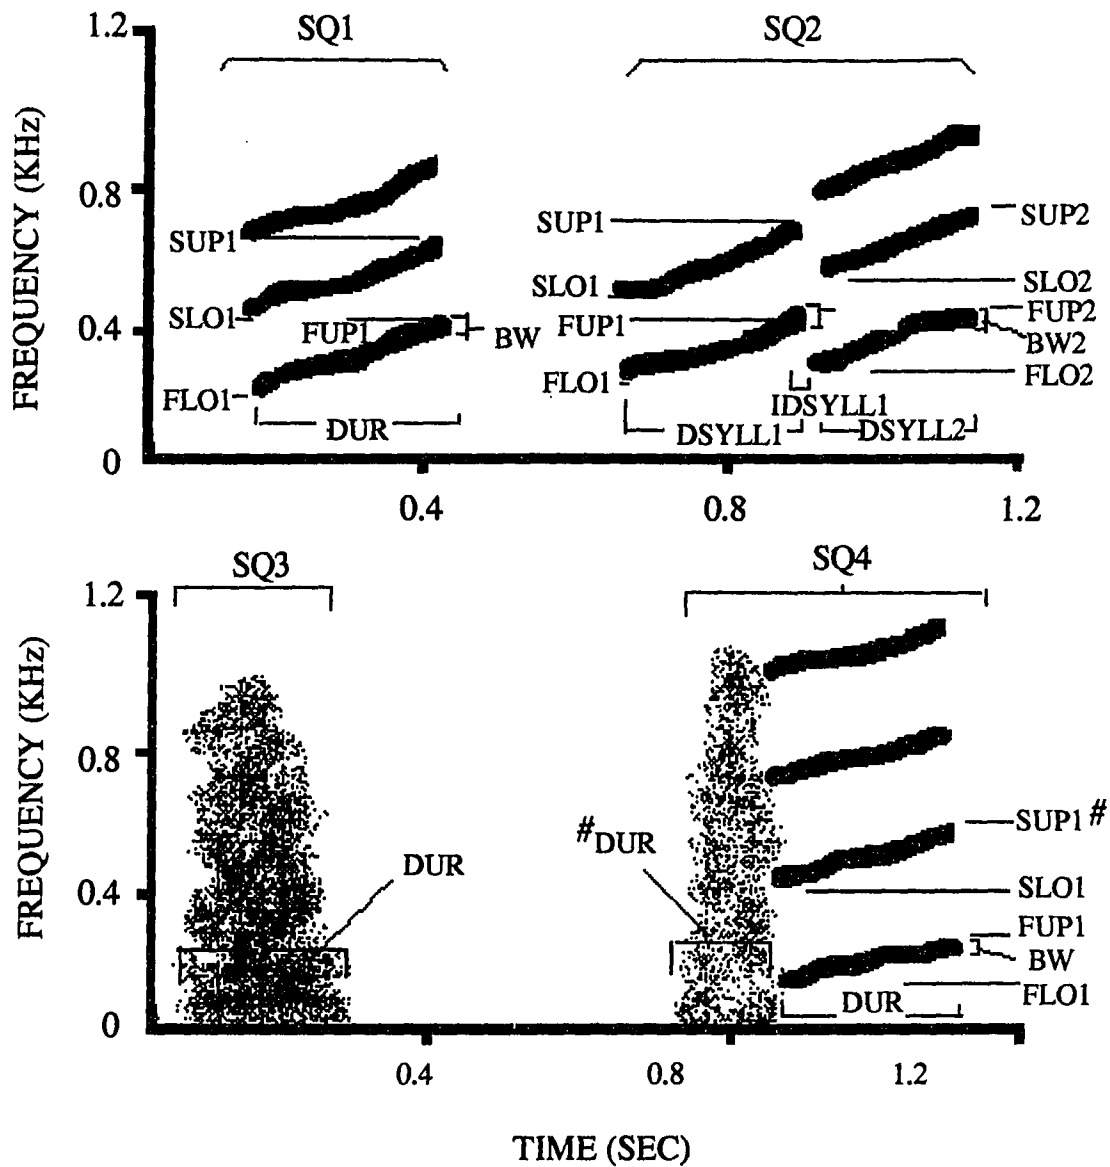 SQ1
SQ2
1.2
0.8
0.4
0
FREQUENCY (KHz)
SUP1
SLO1
FUP1
BW
FLO1
DUR
SUP1
SLO1
FUP1
FLO1
IDSYLL1
DSYLL1
DSYLL2
SUP2
SLO2
FUP2
BW2
FLO2
0.4
0.8
1.2
SQ3
SQ4
1.2
0.8
0.4
0
FREQUENCY (KHz)
DUR
#DUR
SUP1#
SLO1
FUP1
BW
FLO1
DUR
0.4
0.8
1.2
TIME (SEC)